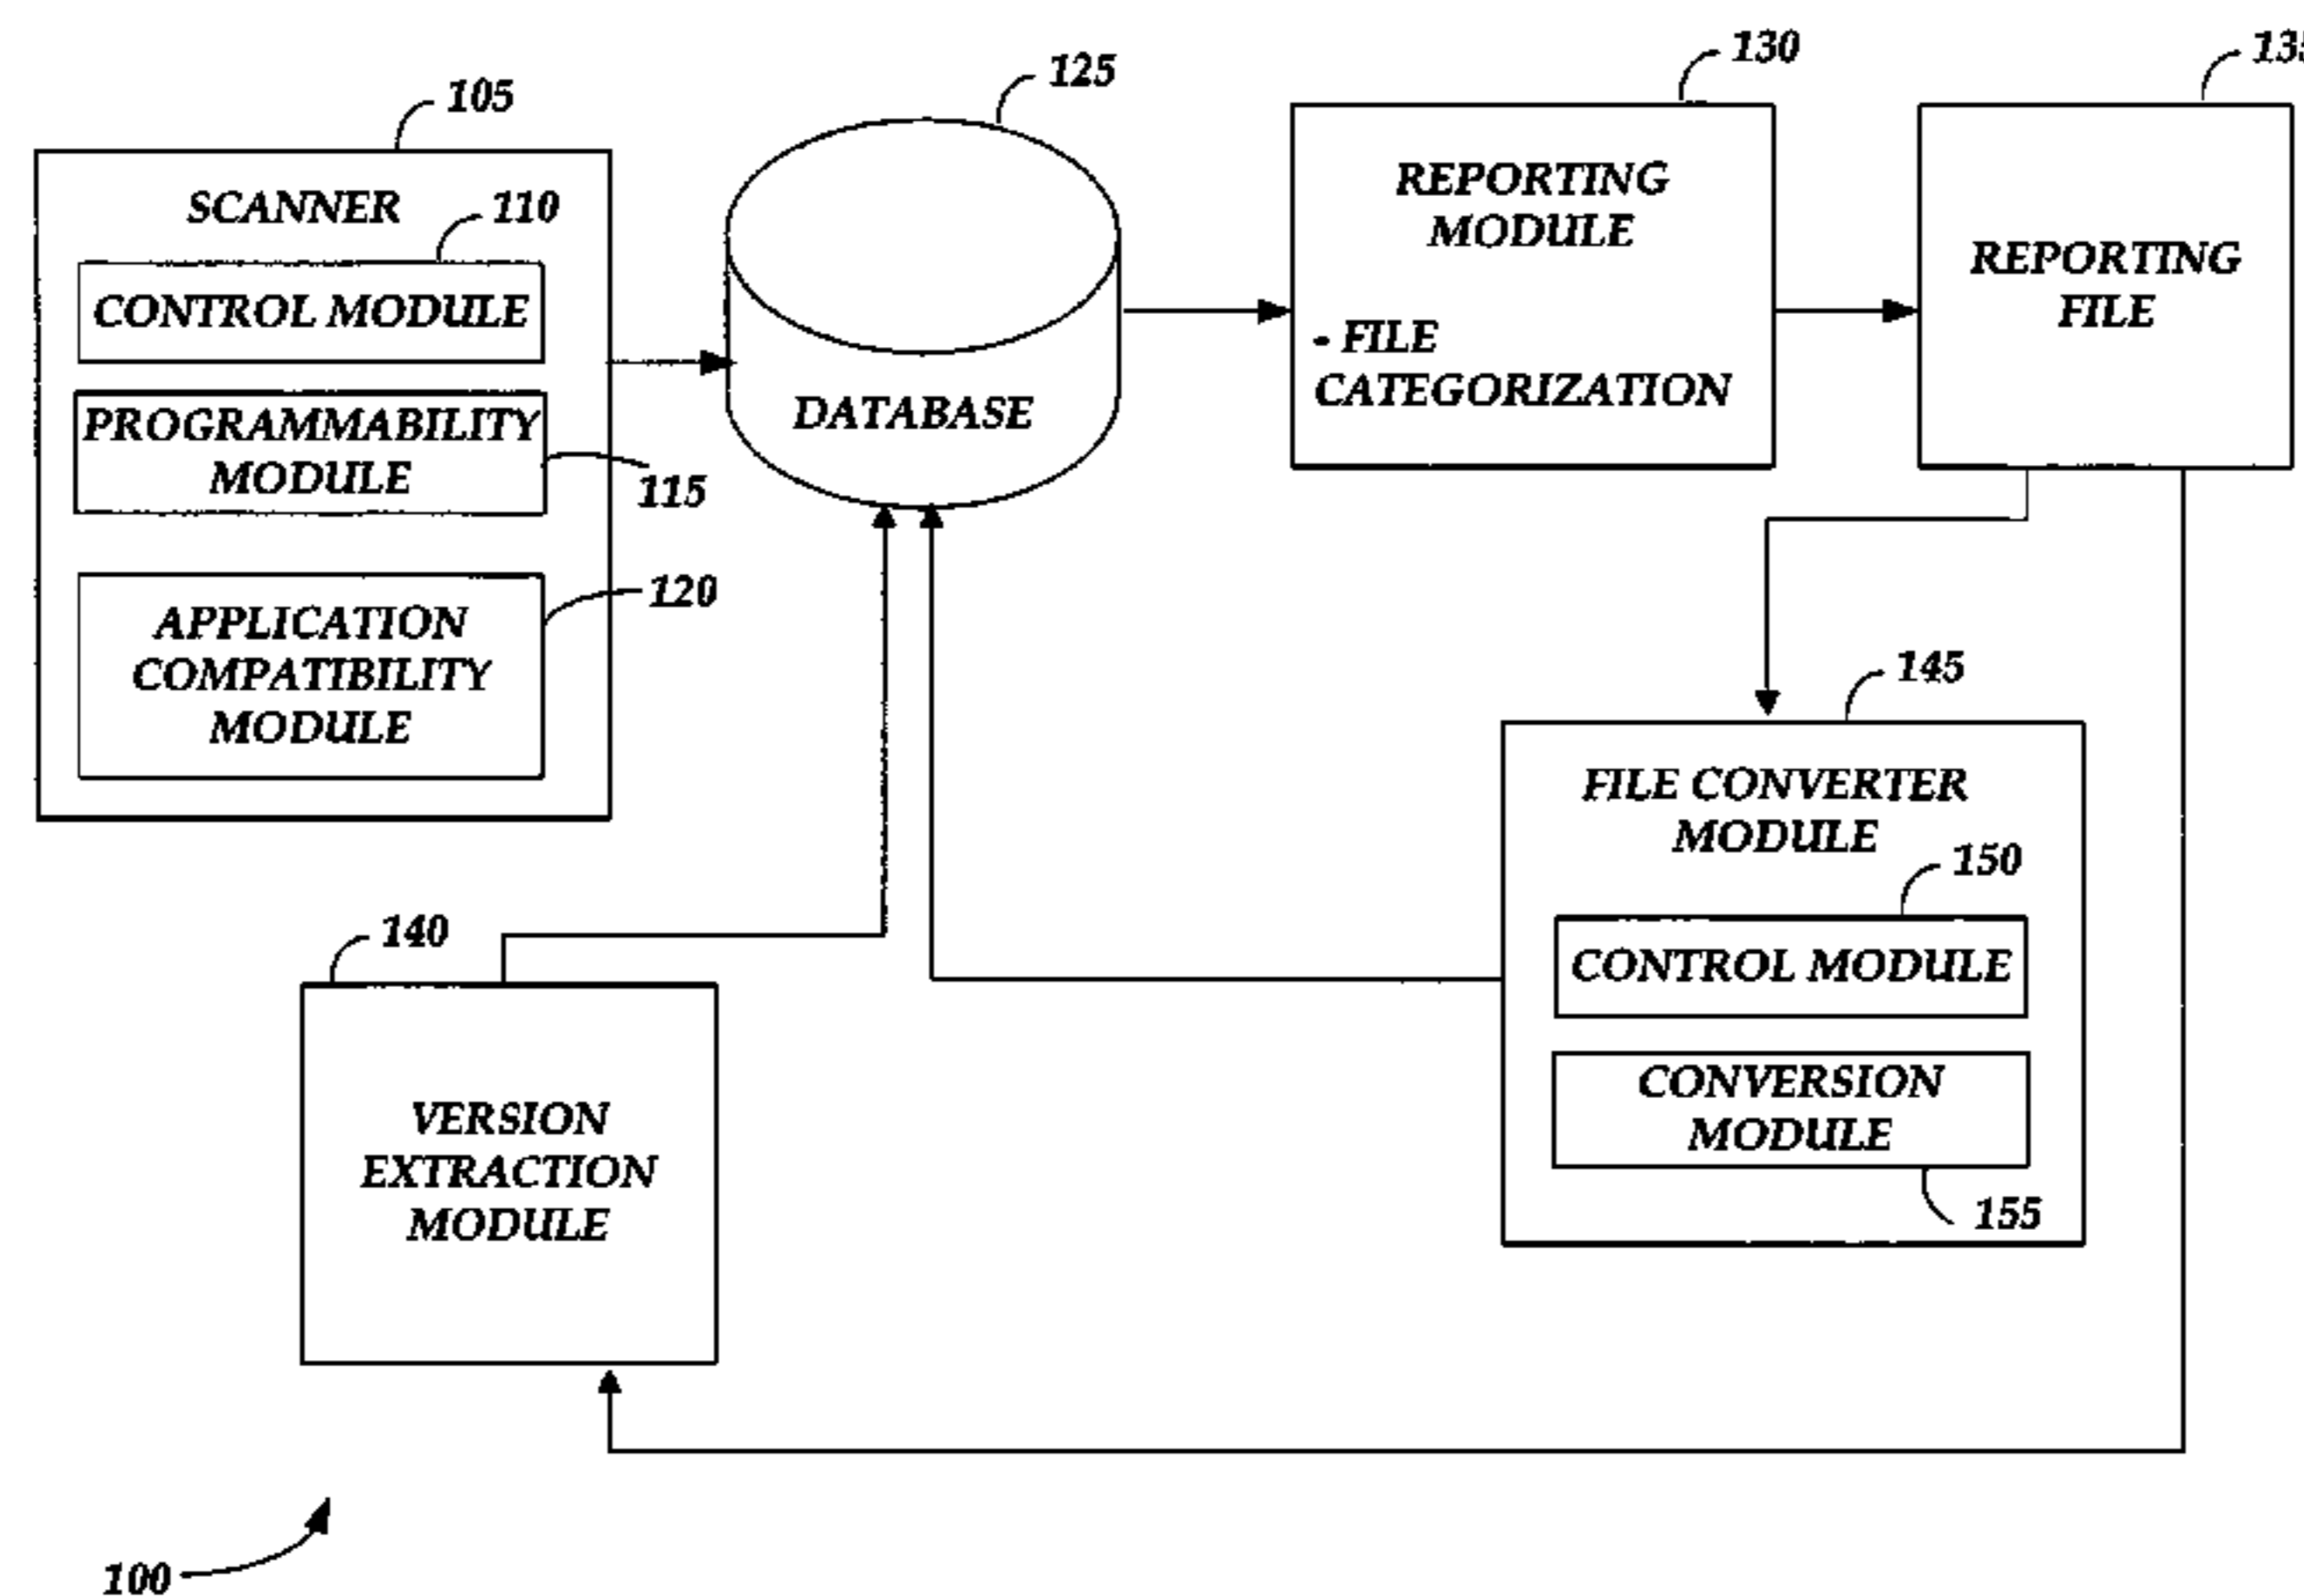 105
SCANNER
110
CONTROL MODULE
PROGRAMMABILITY
MODULE
115
APPLICATION
COMPATIBILITY
MODULE
120
125
DATABASE
130
REPORTING
MODULE
- FILE
CATEGORIZATION
135
REPORTING
FILE
140
VERSION
EXTRACTION
MODULE
145
FILE CONVERTER
MODULE
150
CONTROL MODULE
CONVERSION
MODULE
155
100